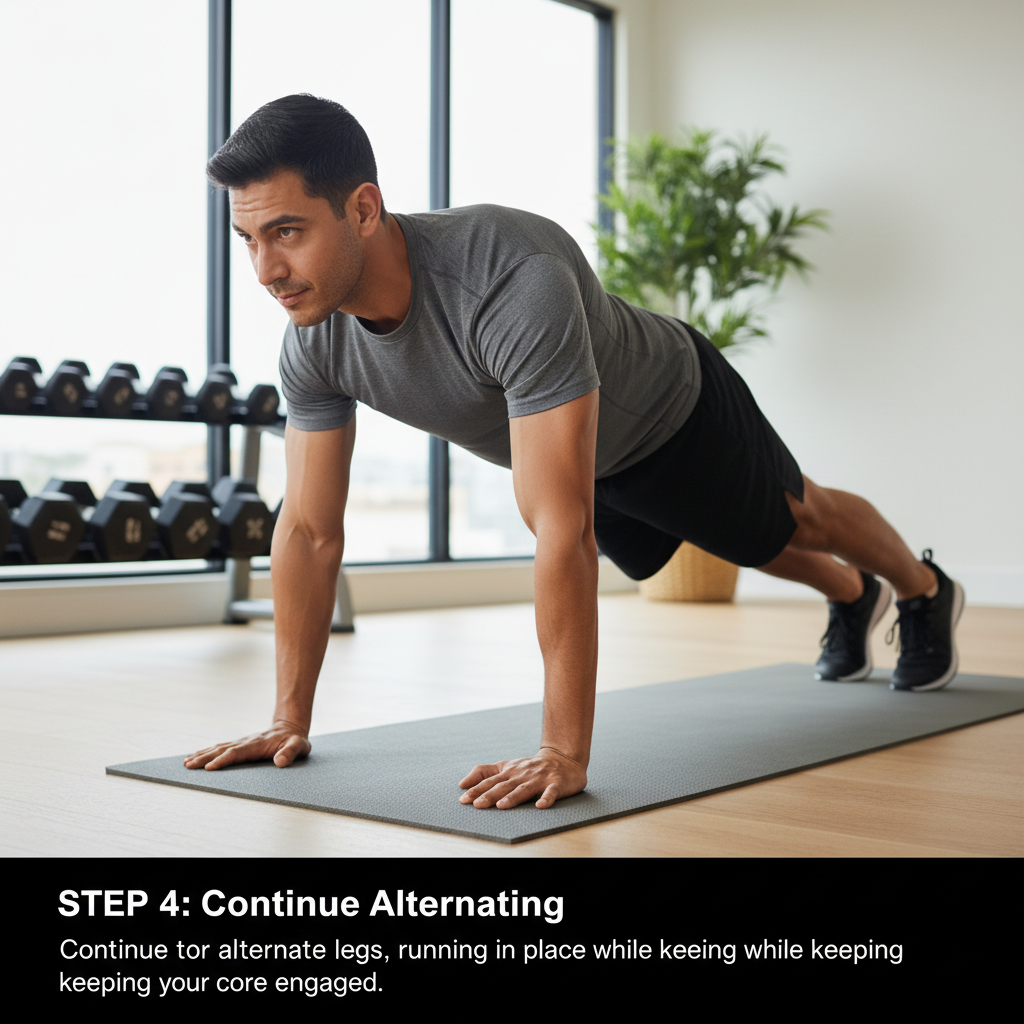 STEP 4: Continue Alternating
Continue tor alternate legs, running in place while keeing while keeping
keeping your core engaged.